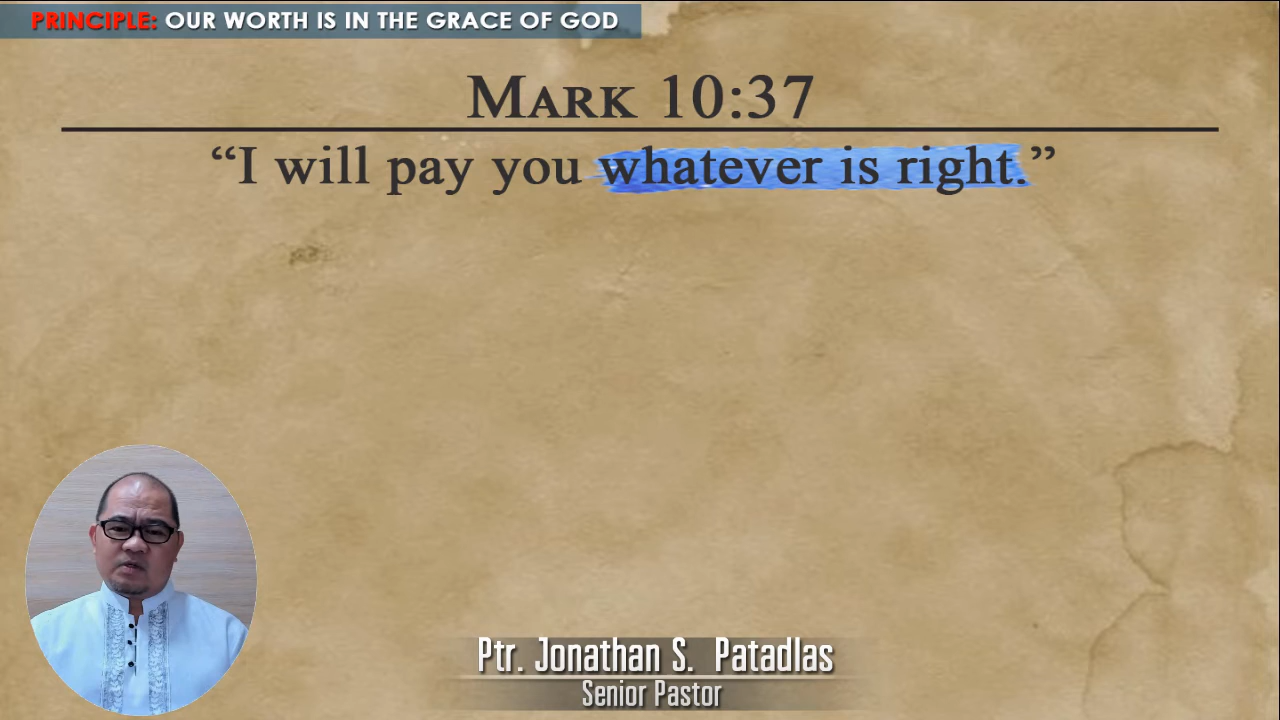 PRINCIPLE: OUR WORTH IS IN THE GRACE OF GOD
MARK 10:37
“I will pay you whatever is right.”
Ptr. Jonathan S. Patadlas
Senior Pastor